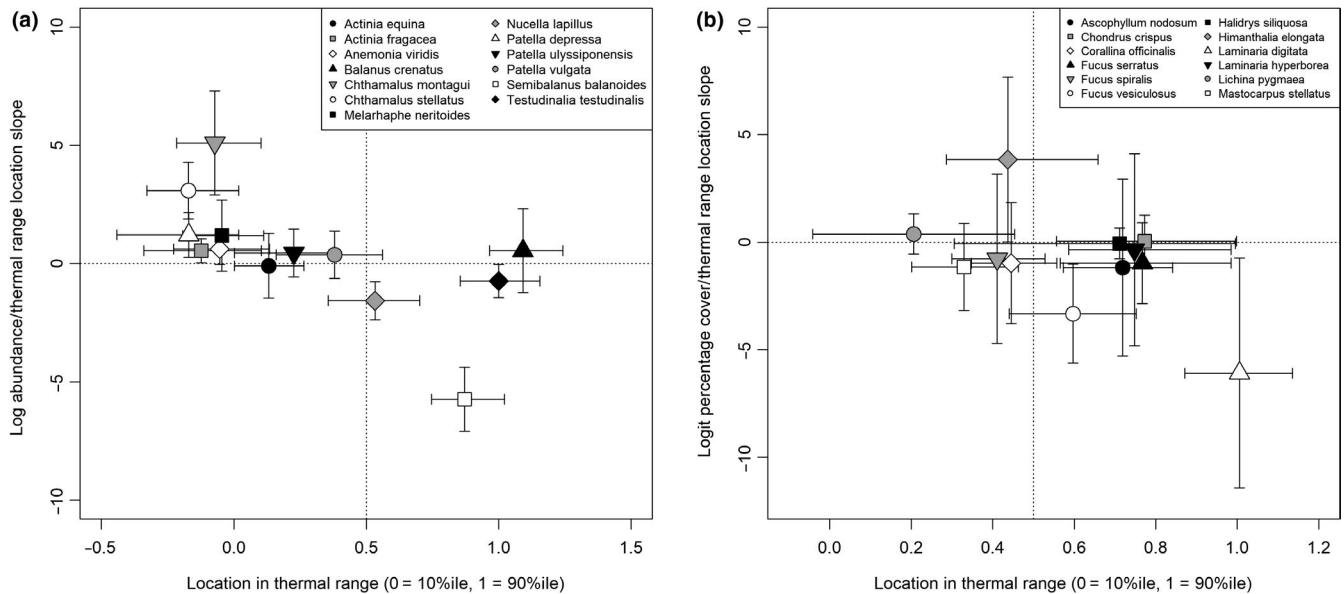 (a)
Actinia equina
Actinia fragacea
Anemonia viridis
Balanus crenatus
Chthamalus montagui
Chthamalus stellatus
Melarhaphe neritoides
Nucella lapillus
Patella depressa
Patella ulyssiponensis
Patella vulgata
Semibalanus balanoides
Testudinalia testudinalis
Log abundance/thermal range location slope
10
5
0
−5
−10
−0.5
0.0
0.5
1.0
1.5
Location in thermal range (0 = 10%ile, 1 = 90%ile)
(b)
Ascophyllum nodosum
Chondrus crispus
Corallina officinalis
Fucus serratus
Fucus spiralis
Fucus vesiculosus
Halidrys siliquosa
Himanthalia elongata
Laminaria digitata
Laminaria hyperborea
Lichina pygmaea
Mastocarpus stellatus
Logit percentage cover/thermal range location slope
10
5
0
−5
−10
0.0
0.2
0.4
0.6
0.8
1.0
1.2
Location in thermal range (0 = 10%ile, 1 = 90%ile)